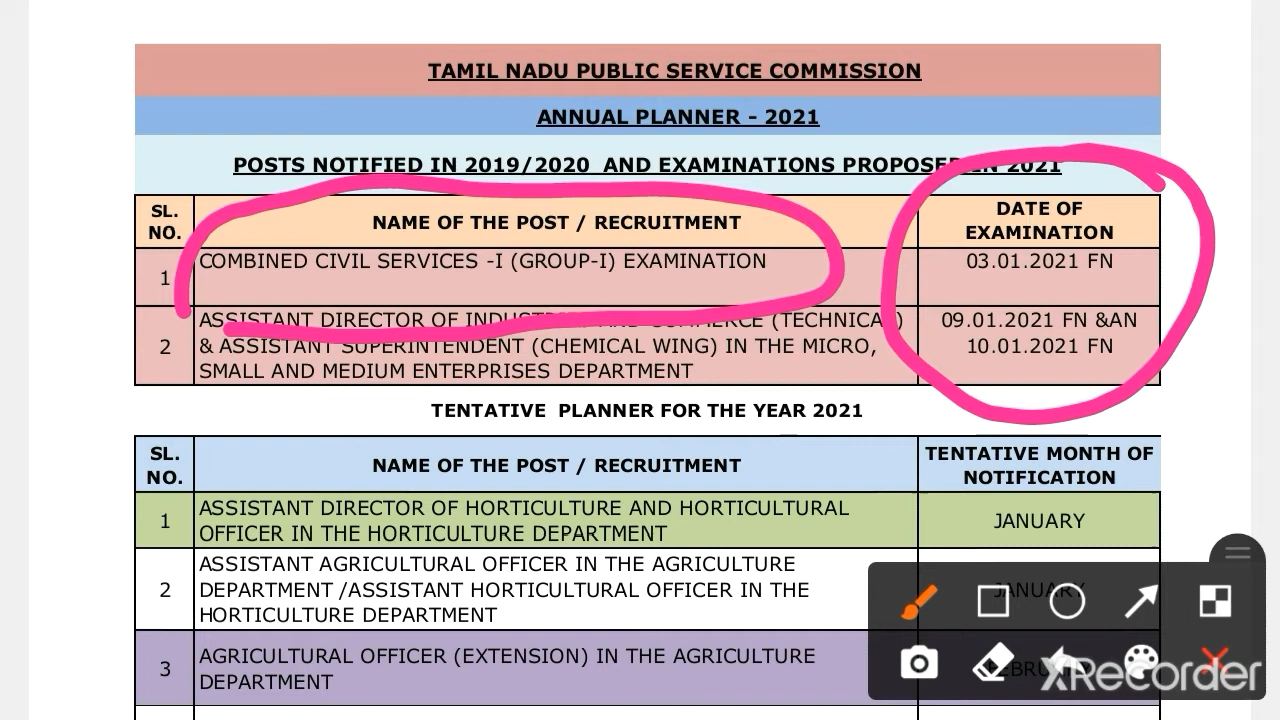 TAMIL NADU PUBLIC SERVICE COMMISSION
ANNUAL PLANNER - 2021
POSTS NOTIFIED IN 2019/2020 AND EXAMINATIONS PROPOSED IN 2021
SL. NO.
NAME OF THE POST / RECRUITMENT
DATE OF
EXAMINATION
1
COMBINED CIVIL SERVICES -I (GROUP-I) EXAMINATION
03.01.2021 FN
2
ASSISTANT DIRECTOR OF INDUSTRIES AND COMMERCE (TECHNICAL)
& ASSISTANT SUPERINTENDENT (CHEMICAL WING) IN THE MICRO,
SMALL AND MEDIUM ENTERPRISES DEPARTMENT
09.01.2021 FN &AN
10.01.2021 FN
TENTATIVE PLANNER FOR THE YEAR 2021
SL.
NO.
NAME OF THE POST / RECRUITMENT
TENTATIVE MONTH OF
NOTIFICATION
1
ASSISTANT DIRECTOR OF HORTICULTURE AND HORTICULTURAL
OFFICER IN THE HORTICULTURE DEPARTMENT
JANUARY
2
ASSISTANT AGRICULTURAL OFFICER IN THE AGRICULTURE
DEPARTMENT /ASSISTANT HORTICULTURAL OFFICER IN THE
HORTICULTURE DEPARTMENT
JANUARY
3
AGRICULTURAL OFFICER (EXTENSION) IN THE AGRICULTURE
DEPARTMENT
XRecorder